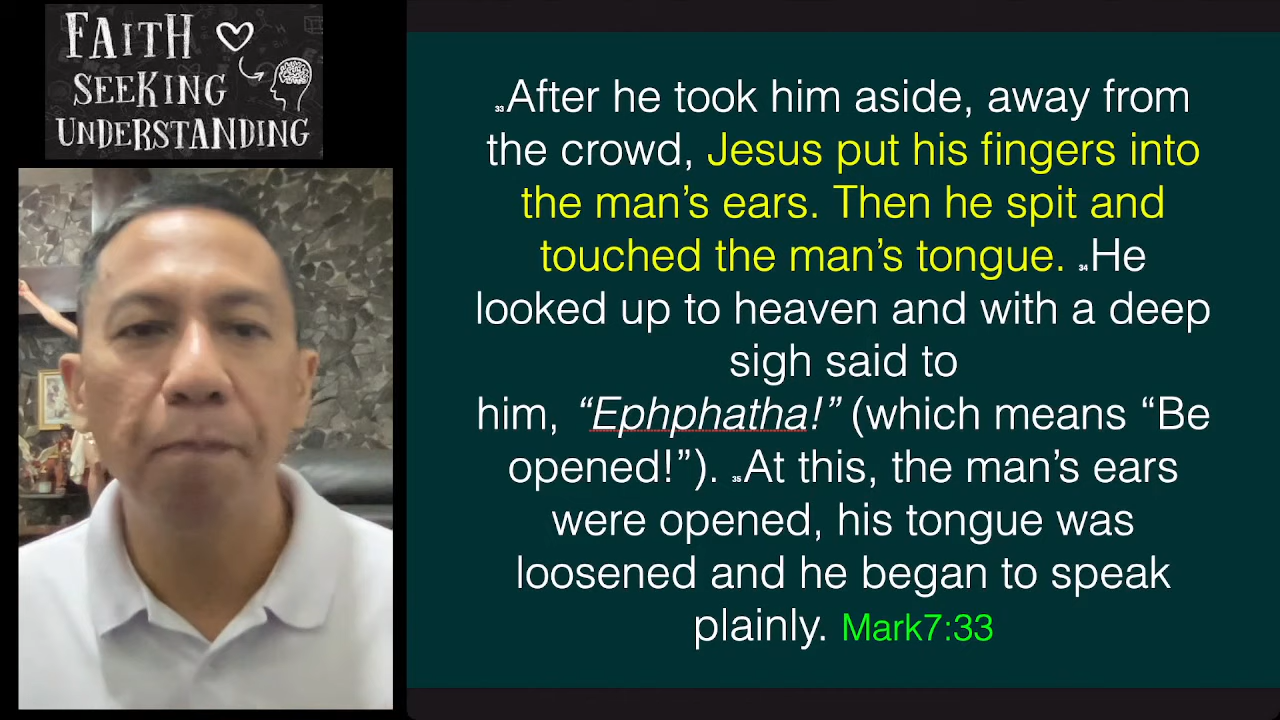 FAITH
SEEKING
UNDERSTANDING
33After he took him aside, away from
the crowd, Jesus put his fingers into
the man’s ears. Then he spit and
touched the man’s tongue. 34He
looked up to heaven and with a deep
sigh said to
him, “Ephphatha!” (which means “Be
opened!”). 35At this, the man’s ears
were opened, his tongue was
loosened and he began to speak
plainly. Mark7:33